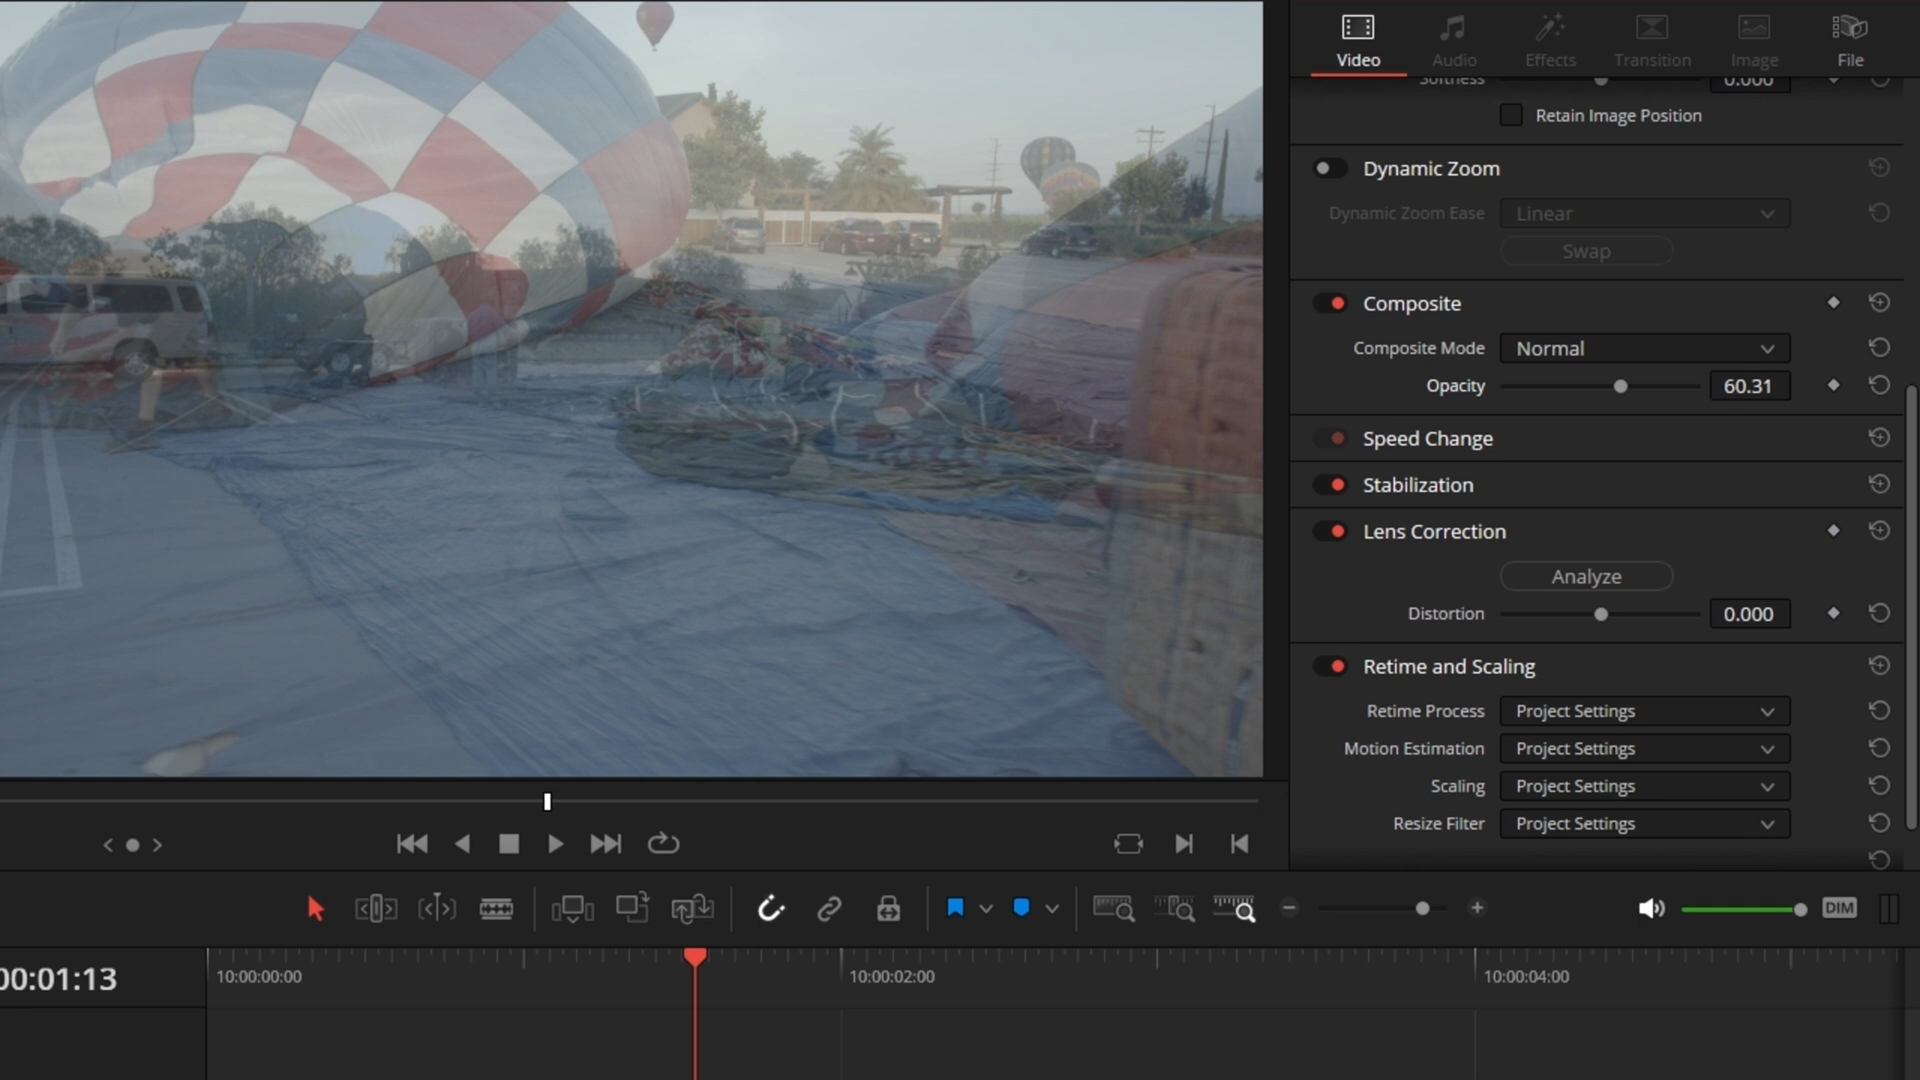 Video Audio Effects Transition Image File
Softness 0.000
Retain Image Position
Dynamic Zoom
Dynamic Zoom Ease Linear
Swap
Composite
Composite Mode Normal
Opacity 60.31
Speed Change
Stabilization
Lens Correction
Analyze
Distortion 0.000
Retime and Scaling
Retime Process Project Settings
Motion Estimation Project Settings
Scaling Project Settings
Resize Filter Project Settings
DIM
00:01:13 10:00:00:00 10:00:02:00 10:00:04:00